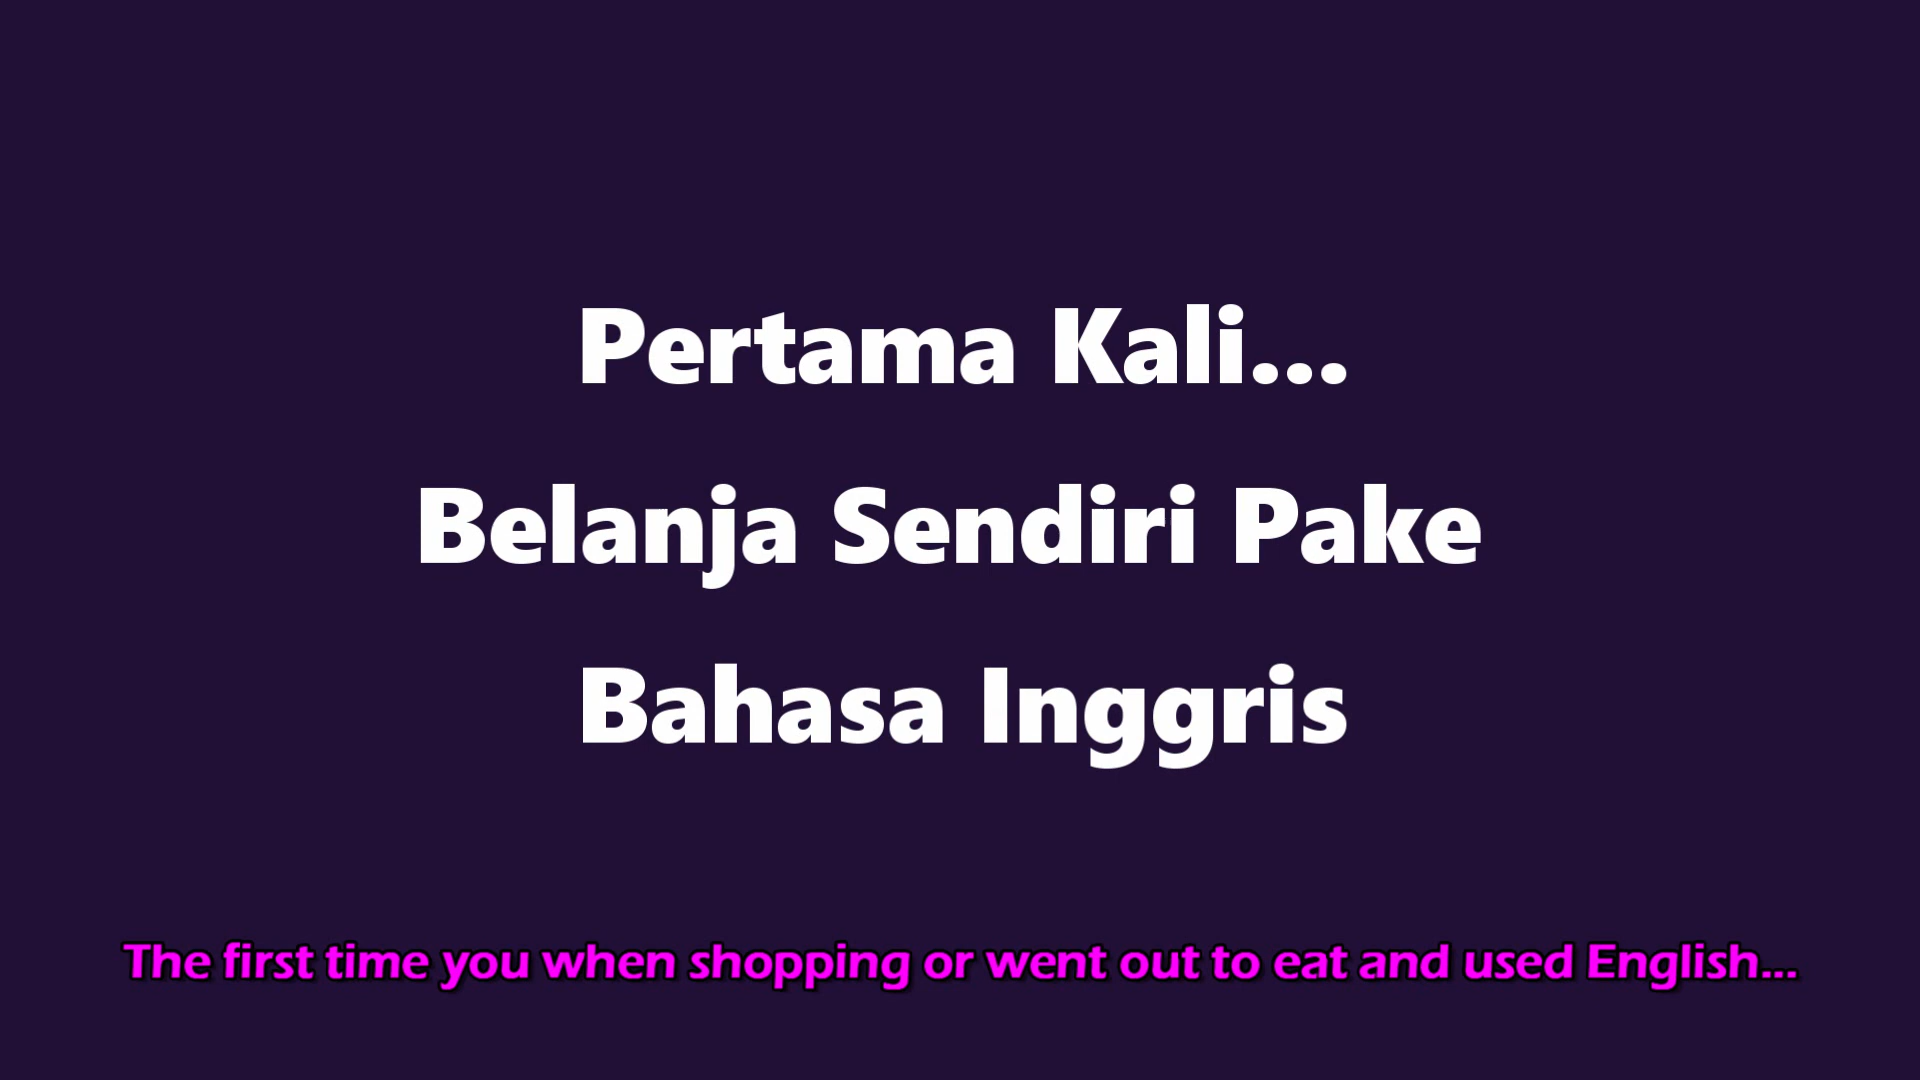 Pertama Kali...
Belanja Sendiri Pake
Bahasa Inggris
The first time you when shopping or went out to eat and used English...